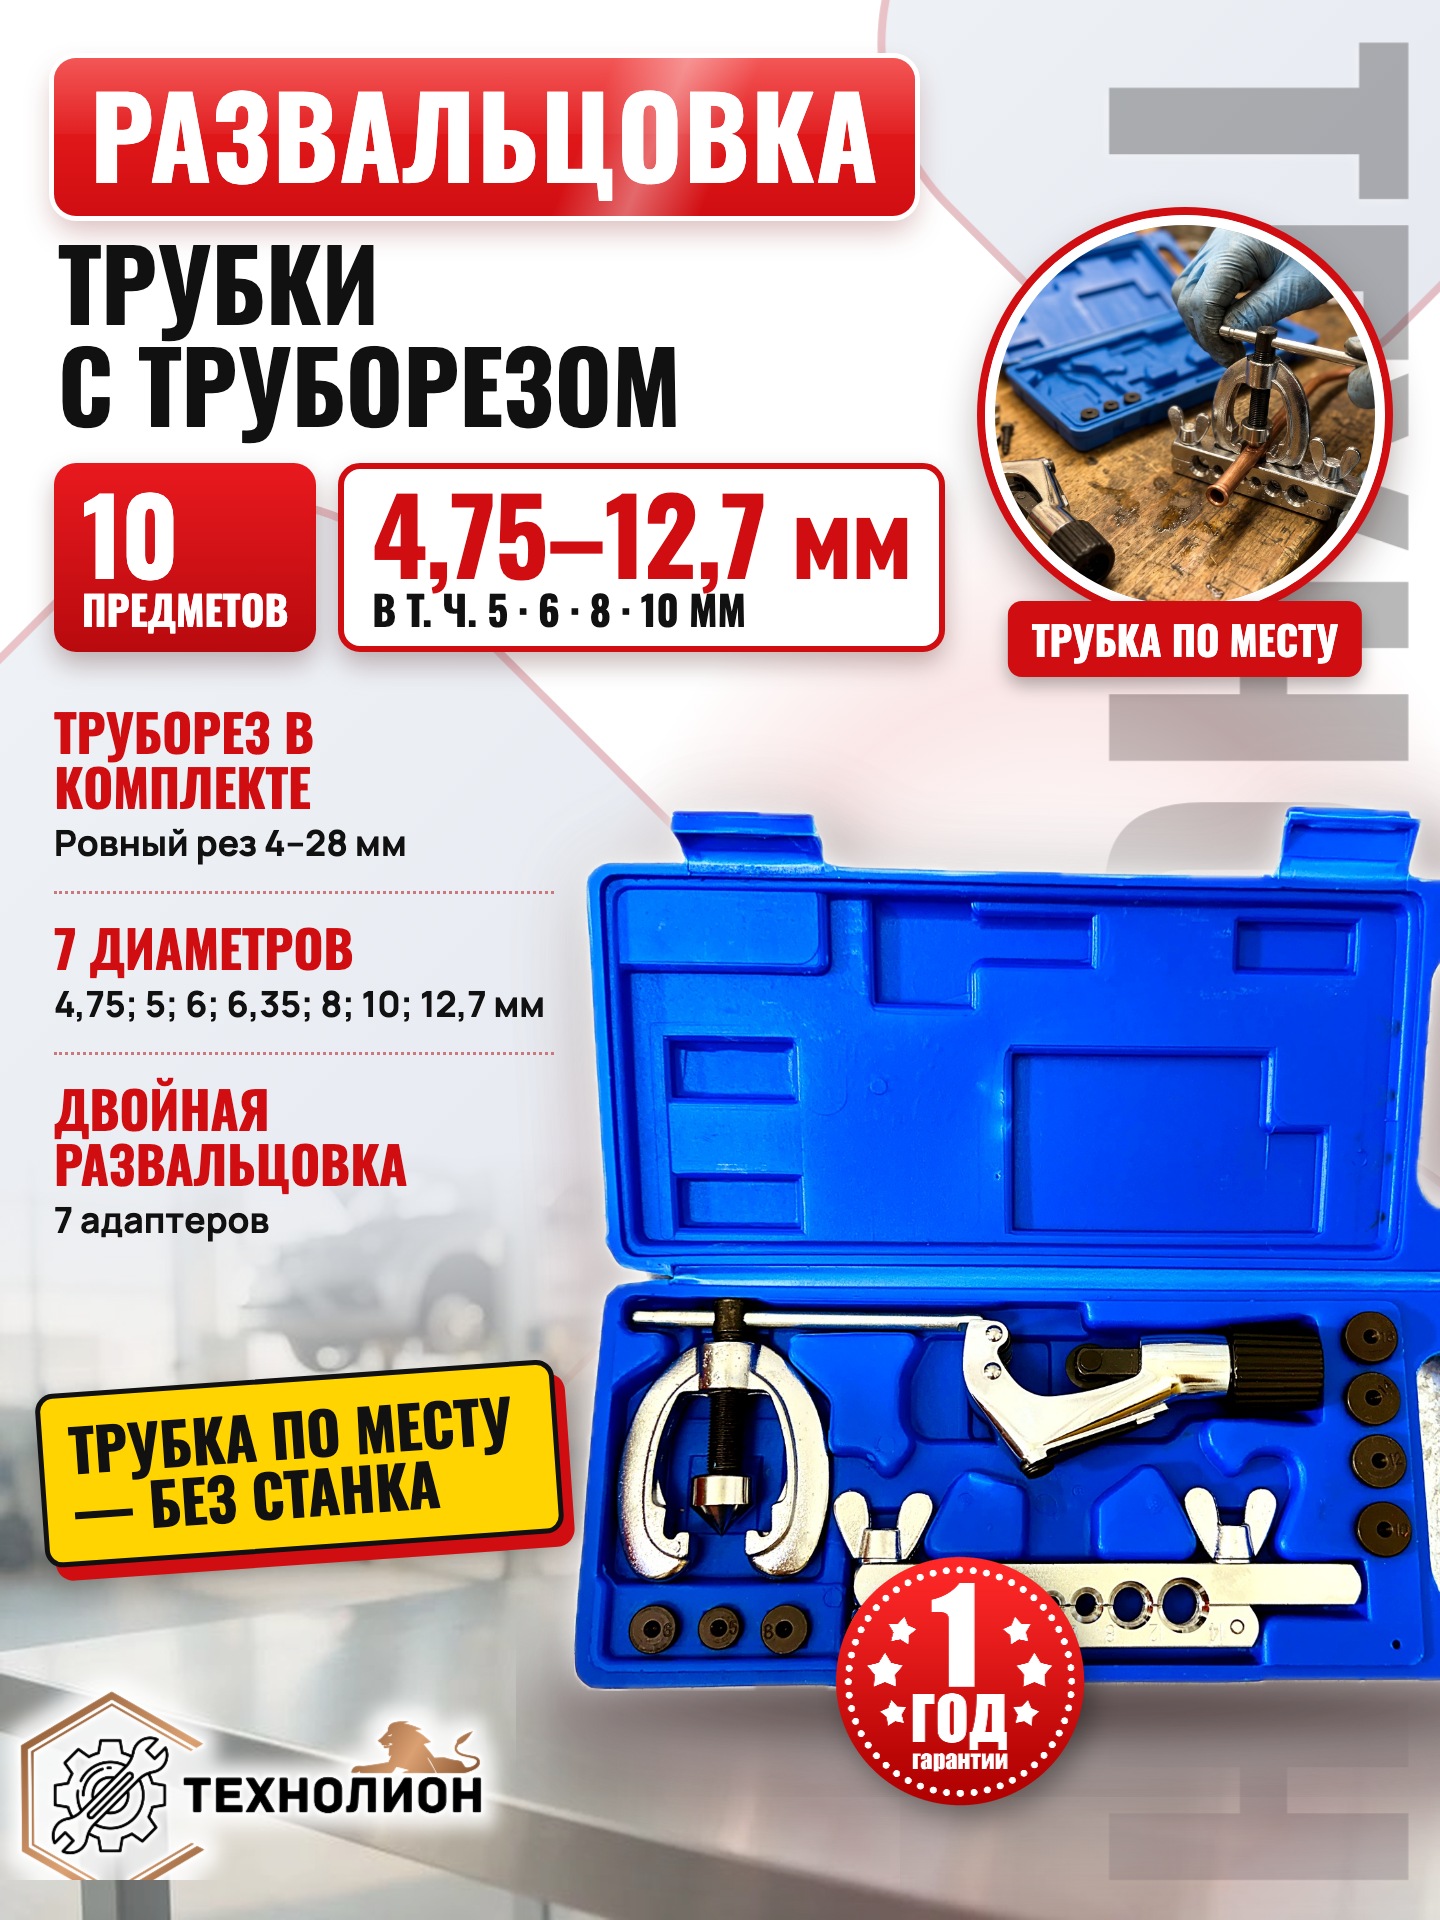 РАЗВАЛЬЦОВКА
ТРУБКИ
С ТРУБОРЕЗОМ
10
ПРЕДМЕТОВ
4,75–12,7 мм
В Т. Ч. 5 · 6 · 8 · 10 ММ
ТРУБКА ПО МЕСТУ
ТРУБОРЕЗ В
КОМПЛЕКТЕ
Ровный рез 4–28 мм
7 ДИАМЕТРОВ
4,75; 5; 6; 6,35; 8; 10; 12,7 мм
ДВОЙНАЯ
РАЗВАЛЬЦОВКА
7 адаптеров
ТРУБКА ПО МЕСТУ
— БЕЗ СТАНКА
1
ГОД
гарантии
ТЕХНОЛИОН